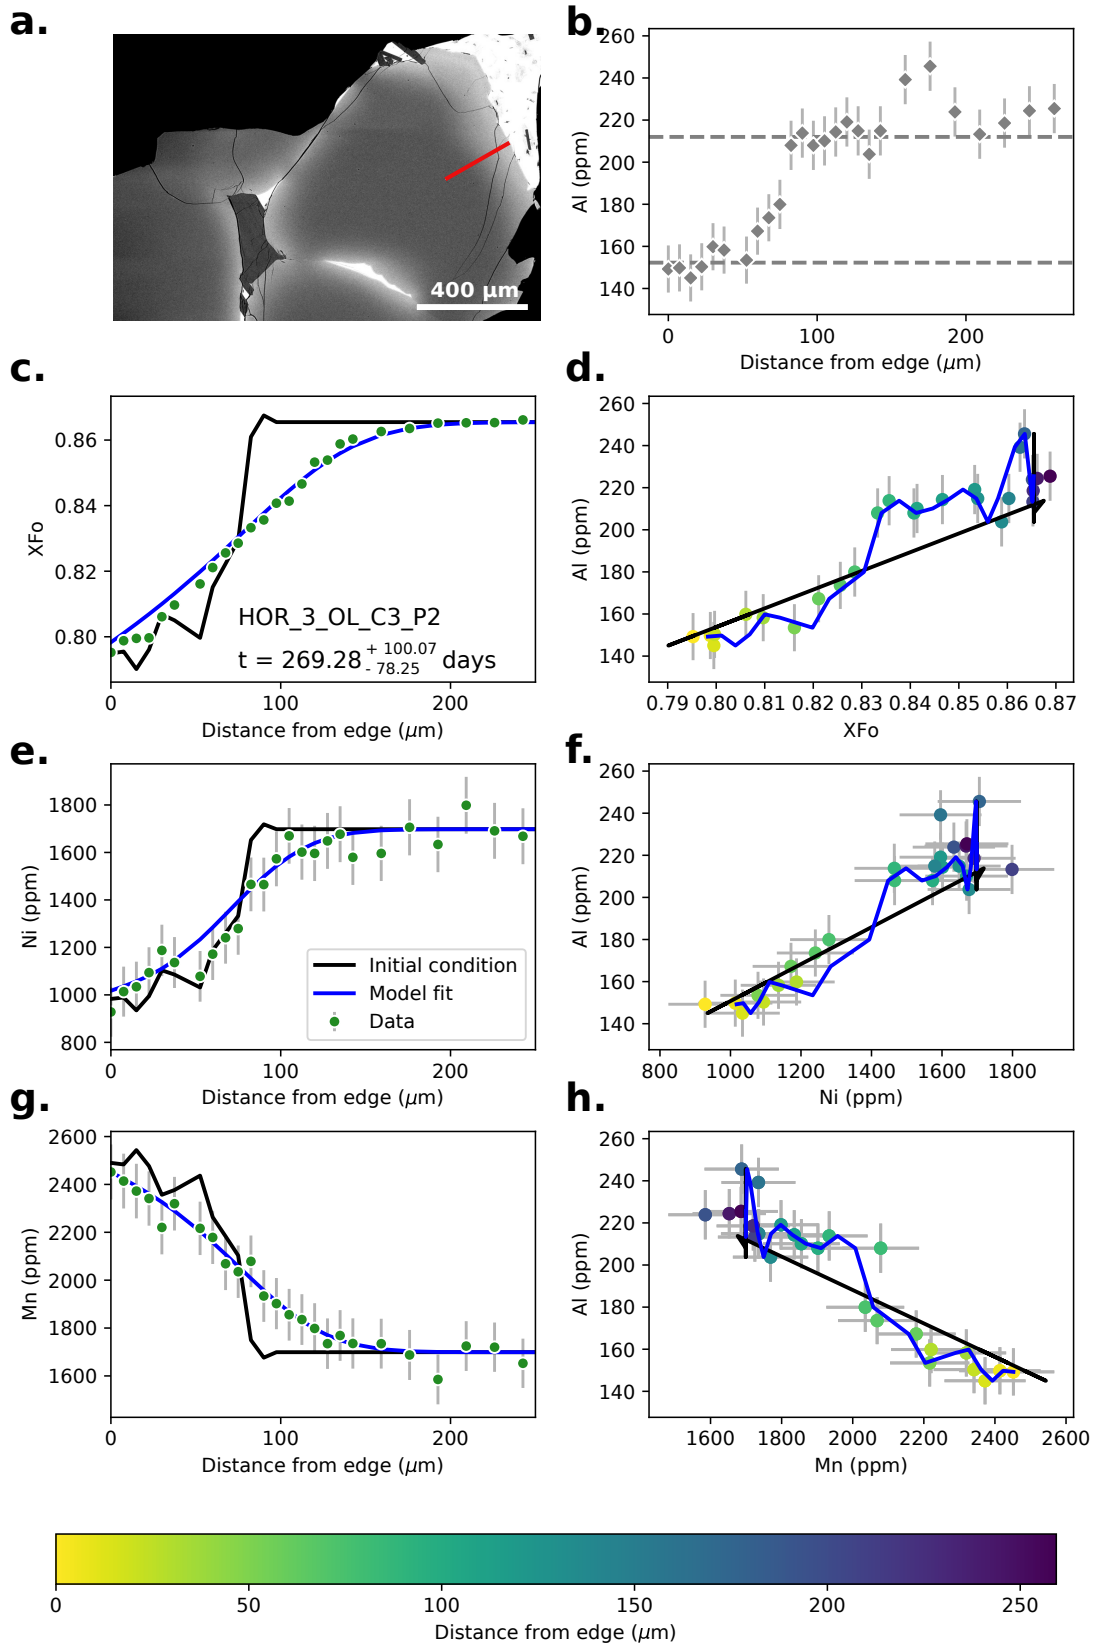 a.
400 µm
b.
260
240
220
200
180
160
140
Al (ppm)
0 100 200
Distance from edge (µm)
c.
0.86
0.84
0.82
0.80
XFo
HOR_3_OL_C3_P2
t = 269.28 + 100.07 - 78.25 days
0 100 200
Distance from edge (µm)
d.
260
240
220
200
180
160
140
Al (ppm)
0.79 0.80 0.81 0.82 0.83 0.84 0.85 0.86 0.87
XFo
e.
1800
1600
1400
1200
1000
800
Ni (ppm)
Initial condition
Model fit
Data
0 100 200
Distance from edge (µm)
f.
260
240
220
200
180
160
140
Al (ppm)
800 1000 1200 1400 1600 1800
Ni (ppm)
g.
2600
2400
2200
2000
1800
1600
Mn (ppm)
0 100 200
Distance from edge (µm)
h.
260
240
220
200
180
160
140
Al (ppm)
1600 1800 2000 2200 2400 2600
Mn (ppm)
0 50 100 150 200 250
Distance from edge (µm)